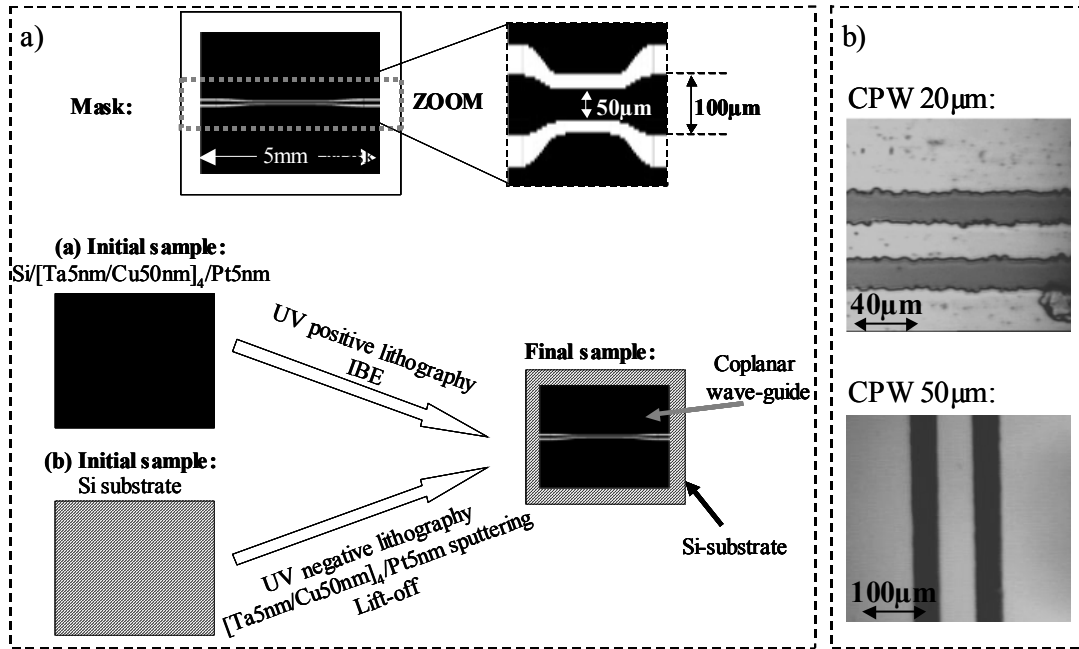 a)
Mask:
5mm
ZOOM
50µm
100µm
(a) Initial sample:
Si/[Ta5nm/Cu50nm]4/Pt5nm
UV positive lithography
IBE
(b) Initial sample:
Si substrate
UV negative lithography
[Ta5nm/Cu50nm]4/Pt5nm sputtering
Lift-off
Final sample:
Coplanar
wave-guide
Si-substrate
b)
CPW 20µm:
40µm
CPW 50µm:
100µm